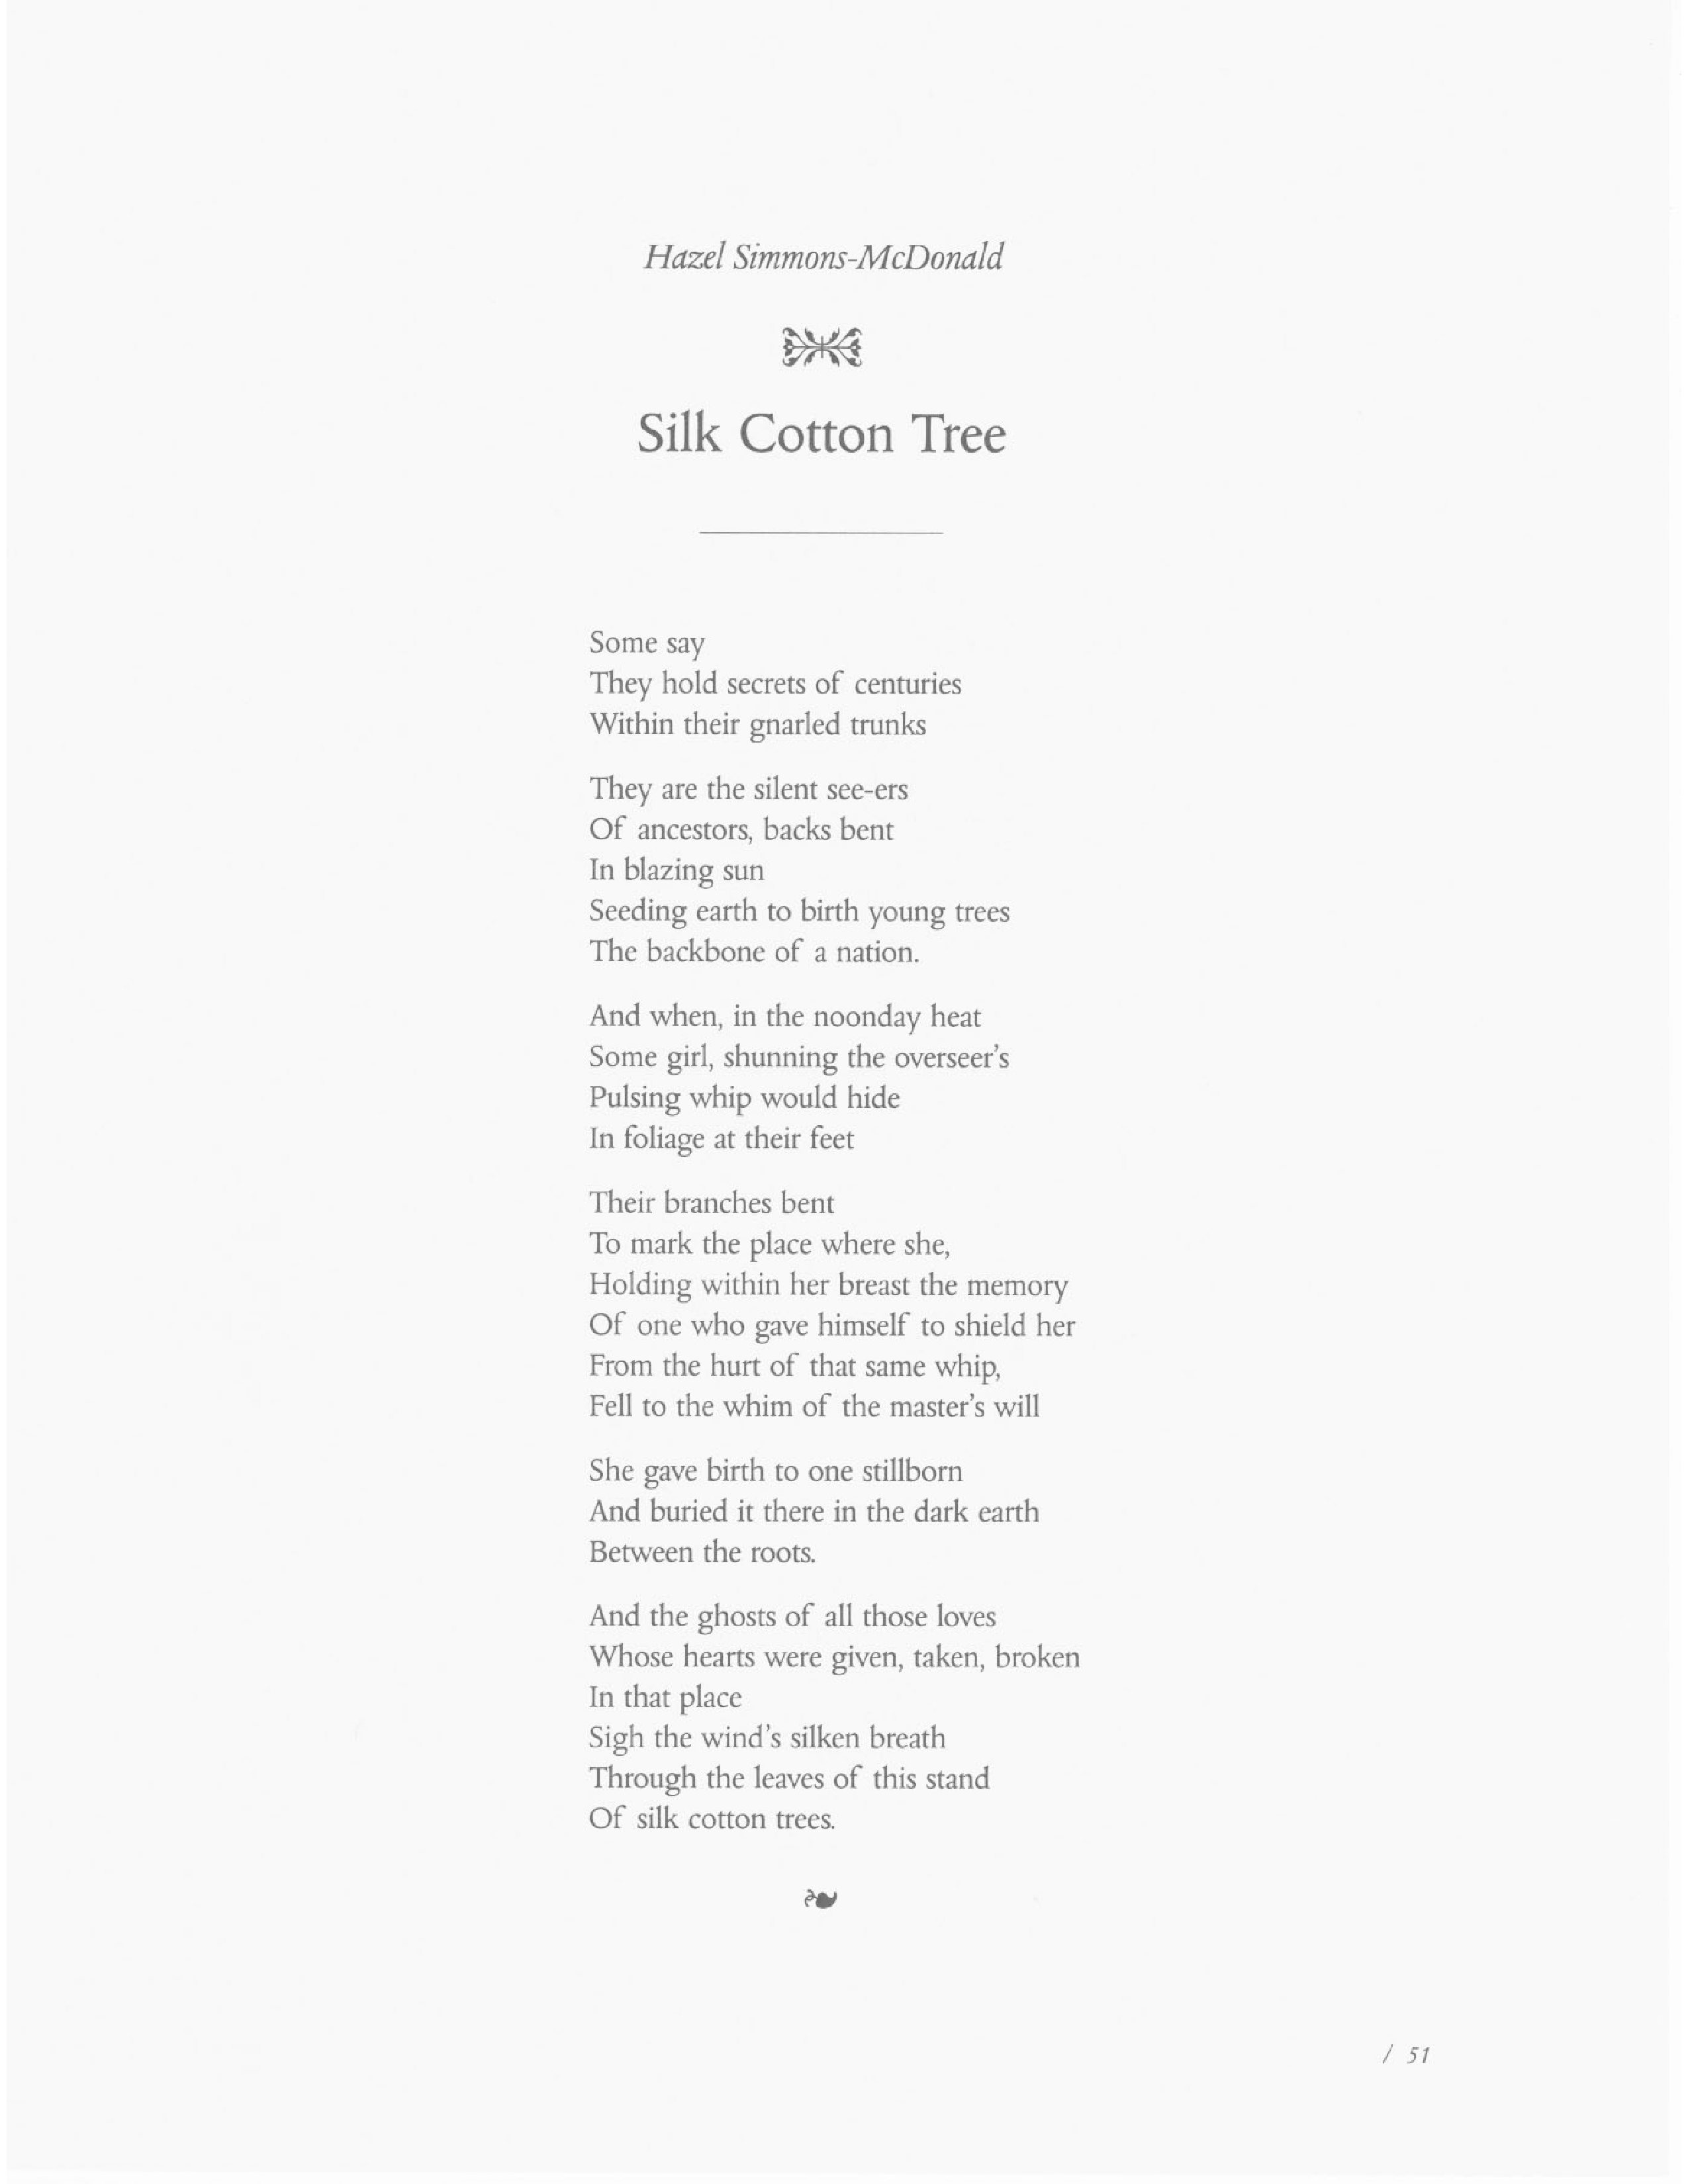 Hazel Simmons-McDonald
Silk Cotton Tree
Some say
They hold secrets of centuries
Within their gnarled trunks
They are the silent see-ers
Of ancestors, backs bent
In blazing sun
Seeding earth to birth young trees
The backbone of a nation.
And when, in the noonday heat
Some girl, shunning the overseer's
Pulsing whip would hide
In foliage at their feet
Their branches bent
To mark the place where she,
Holding within her breast the memory
Of one who gave himself to shield her
From the hurt of that same whip,
Fell to the whim of the master's will
She gave birth to one stillborn
And buried it there in the dark earth
Between the roots.
And the ghosts of all those loves
Whose hearts were given, taken, broken
In that place
Sigh the wind's silken breath
Through the leaves of this stand
Of silk cotton trees.
/ 51